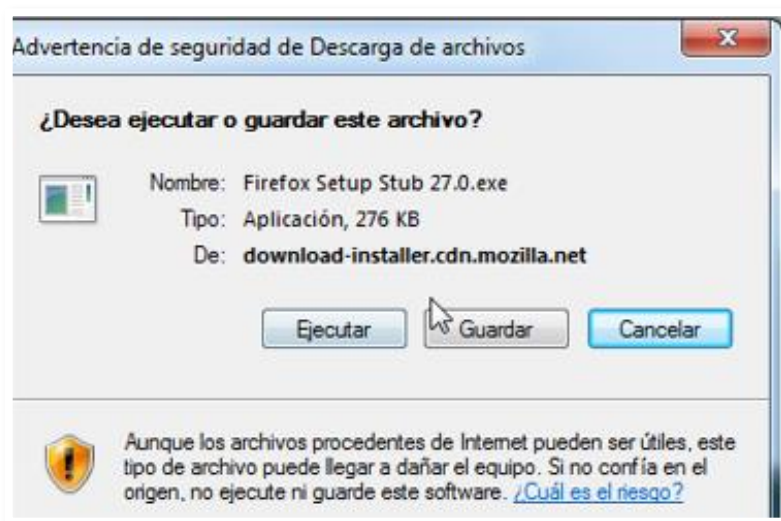 Advertencia de seguridad de Descarga de archivos
¿Desea ejecutar o guardar este archivo?
Nombre: Firefox Setup Stub 27.0.exe
Tipo: Aplicación, 276 KB
De: download-installer.cdn.mozilla.net
Ejecutar Guardar Cancelar
Aunque los archivos procedentes de Internet pueden ser útiles, este
tipo de archivo puede llegar a dañar el equipo. Si no confía en el
origen, no ejecute ni guarde este software. ¿Cuál es el riesgo?